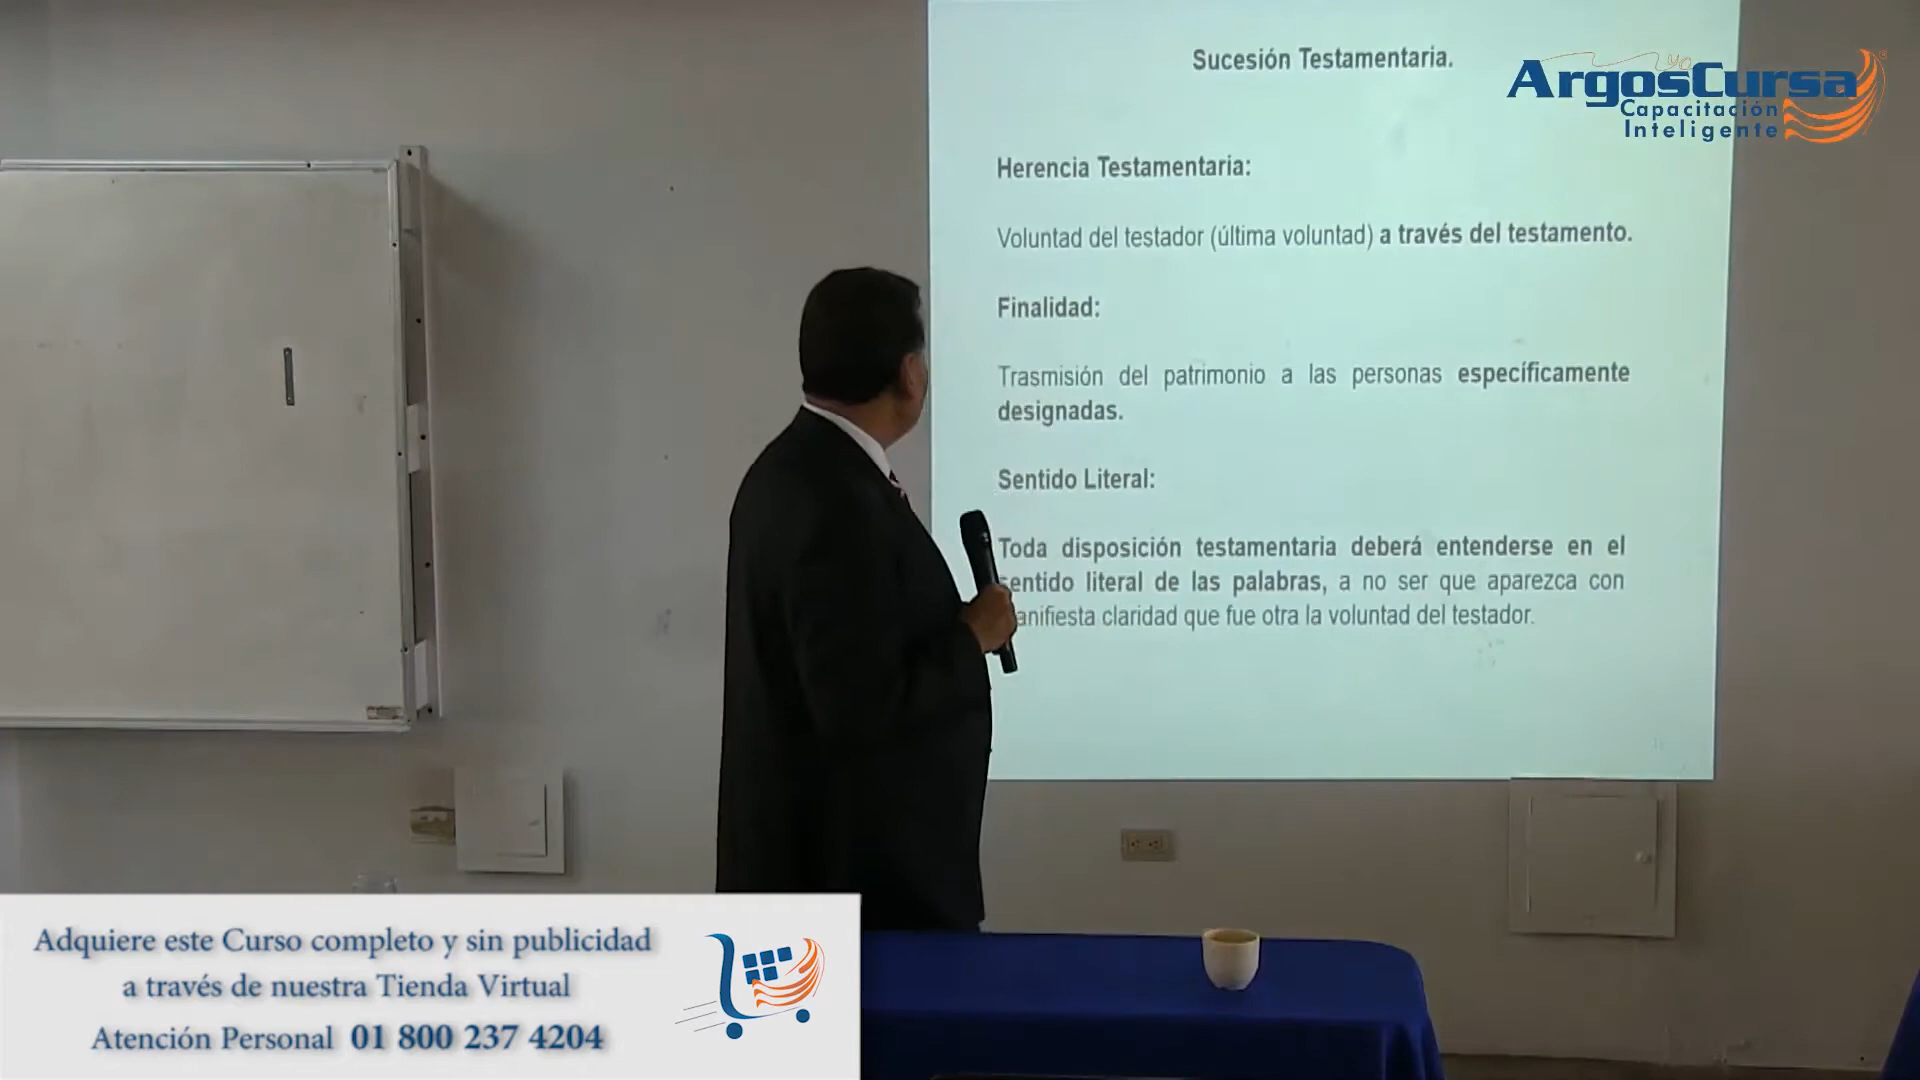 Sucesión Testamentaria.
ArgosCursa
Capacitación
Inteligente
Herencia Testamentaria:
Voluntad del testador (última voluntad) a través del testamento.
Finalidad:
Trasmisión del patrimonio a las personas específicamente
designadas.
Sentido Literal:
Toda disposición testamentaria deberá entenderse en el
entido literal de las palabras, a no ser que aparezca con
anifiesta claridad que fue otra la voluntad del testador.
Adquiere este Curso completo y sin publicidad
a través de nuestra Tienda Virtual
Atención Personal 01 800 237 4204